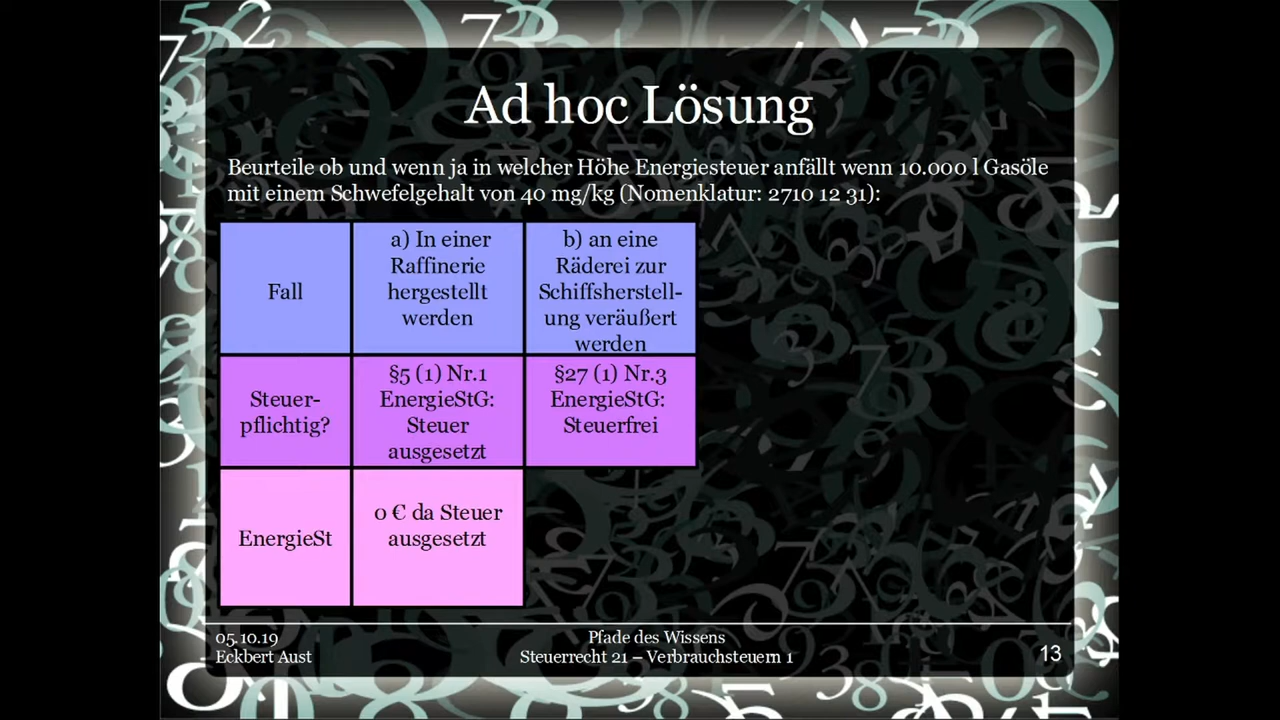 Ad hoc Lösung
Beurteile ob und wenn ja in welcher Höhe Energiesteuer anfällt wenn 10.000 l Gasöle
mit einem Schwefelgehalt von 40 mg/kg (Nomenklatur: 2710 12 31):
Fall
a) In einer
Raffinerie
hergestellt
werden
b) an eine
Räderei zur
Schiffsherstell-
ung veräußert
werden
Steuer-
pflichtig?
§5 (1) Nr.1
EnergieStG:
Steuer
ausgesetzt
§27 (1) Nr.3
EnergieStG:
Steuerfrei
EnergieSt
0 € da Steuer
ausgesetzt
05.10.19
Eckbert Aust
Pfade des Wissens
Steuerrecht 21 – Verbrauchsteuern 1
13